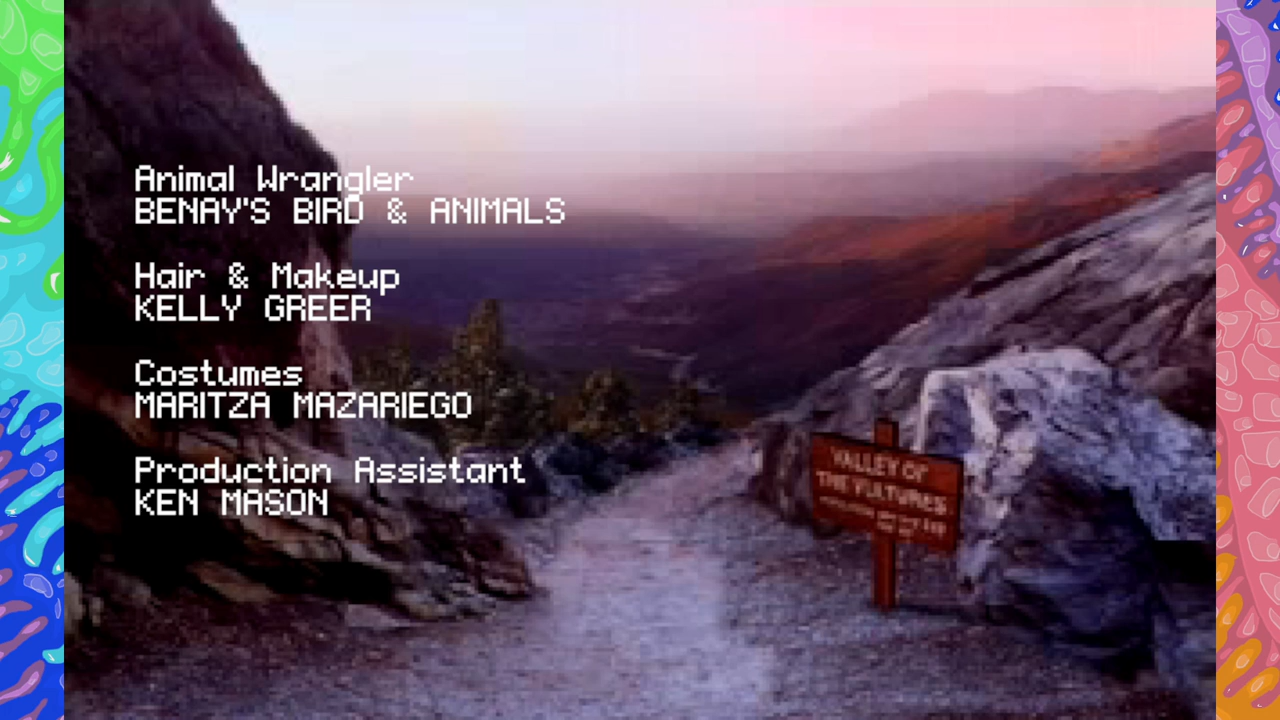 Animal Wrangler
BENAY'S BIRD & ANIMALS
Hair & Makeup
KELLY GREER
Costumes
MARITZA MAZARIEGO
Production Assistant
KEN MASON
VALLEY OF
THE VULTURES